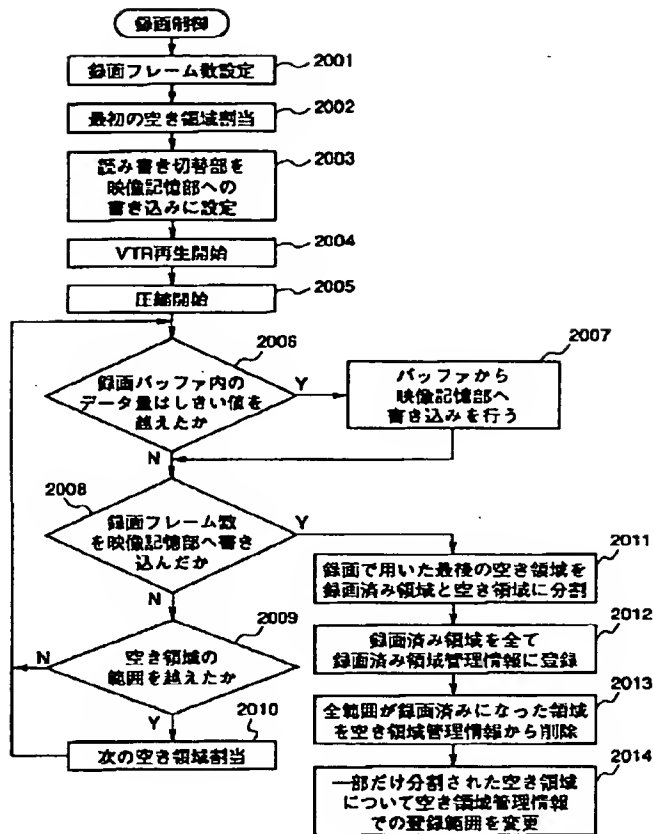 録画制御
録画フレーム数設定
2001
最初の空き領域割当
2002
読み書き切替部を
映像記憶部への
書き込みに設定
2003
VTR再生開始
2004
圧縮開始
2005
録画バッファ内の
データ量はしきい値を
越えたか
2006
Y
N
バッファから
映像記憶部へ
書き込みを行う
2007
録画フレーム数
を映像記憶部へ書き
込んだか
2008
Y
N
空き領域の
範囲を越えたか
2009
N
Y
次の空き領域割当
2010
録画で用いた最後の空き領域を
録画済み領域と空き領域に分割
2011
録画済み領域を全て
録画済み領域管理情報に登録
2012
全範囲が録画済みになった領域
を空き領域管理情報から削除
2013
一部だけ分割された空き領域
について空き領域管理情報
での登録範囲を変更
2014